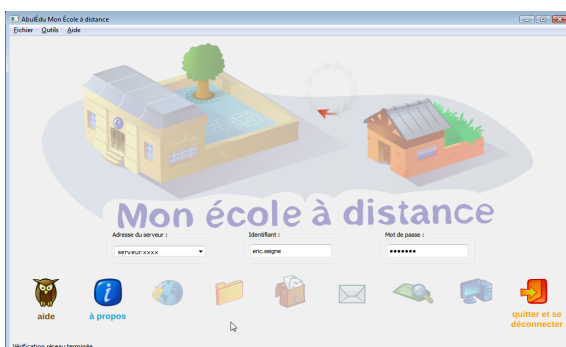 AbulÉdu Mon École à distance
Fichier Outils Aide
Mon école à distance
Adresse du serveur : Identifiant : Mot de passe :
serveur.xxxx eric.seigne •••••••
aide à propos quitter et se
déconnecter
Vérification réseau terminée